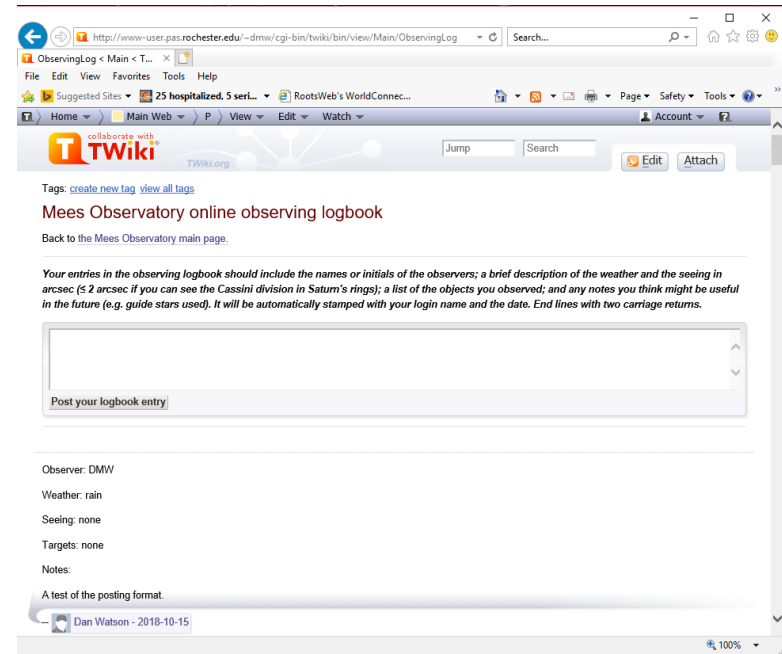 http://www-user.pas.rochester.edu/~dmw/cgi-bin/twiki/bin/view/Main/ObservingLog Search...
ObservingLog < Main < T...
File Edit View Favorites Tools Help
Suggested Sites 25 hospitalized, 5 seri... RootsWeb's WorldConnec... Page Safety Tools
Home Main Web P View Edit Watch Account
collaborate with
TWiki
TWiki.org
Jump Search Edit Attach
Tags: create new tag view all tags
Mees Observatory online observing logbook
Back to the Mees Observatory main page.
Your entries in the observing logbook should include the names or initials of the observers; a brief description of the weather and the seeing in
arcsec (≤ 2 arcsec if you can see the Cassini division in Saturn's rings); a list of the objects you observed; and any notes you think might be useful
in the future (e.g. guide stars used). It will be automatically stamped with your login name and the date. End lines with two carriage returns.
Post your logbook entry
Observer: DMW
Weather: rain
Seeing: none
Targets: none
Notes:
A test of the posting format.
-- Dan Watson - 2018-10-15
100%